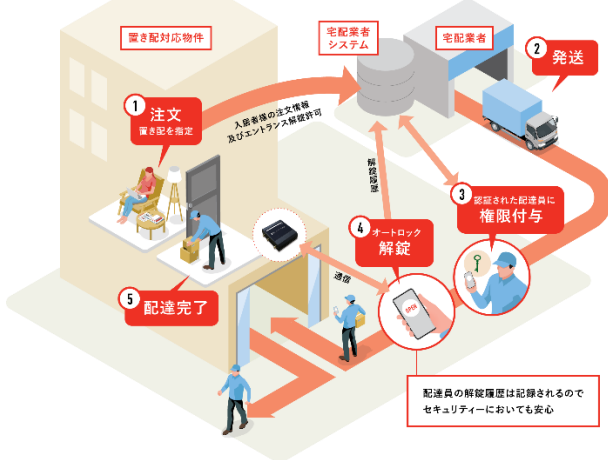 置き配対応物件
宅配業者
システム
宅配業者
2
発送
1
注文
置き配を指定
入居者様の注文情報
及びエントランス解錠許可
解錠履歴
3
認証された配達員に
権限付与
4
オートロック
解錠
通信
OPEN
5
配達完了
配達員の解錠履歴は記録されるので
セキュリティーにおいても安心